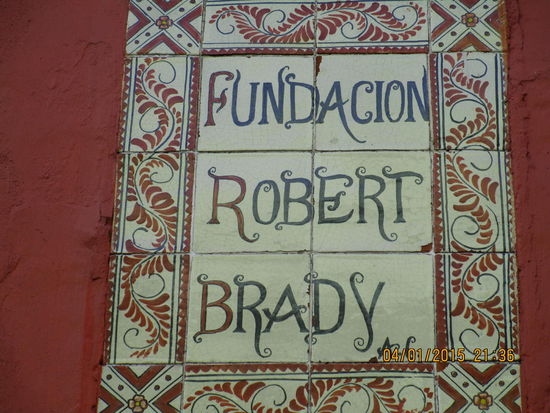 FUNDACION
ROBERT
BRADY
A.C.
04/01/2015 21:36